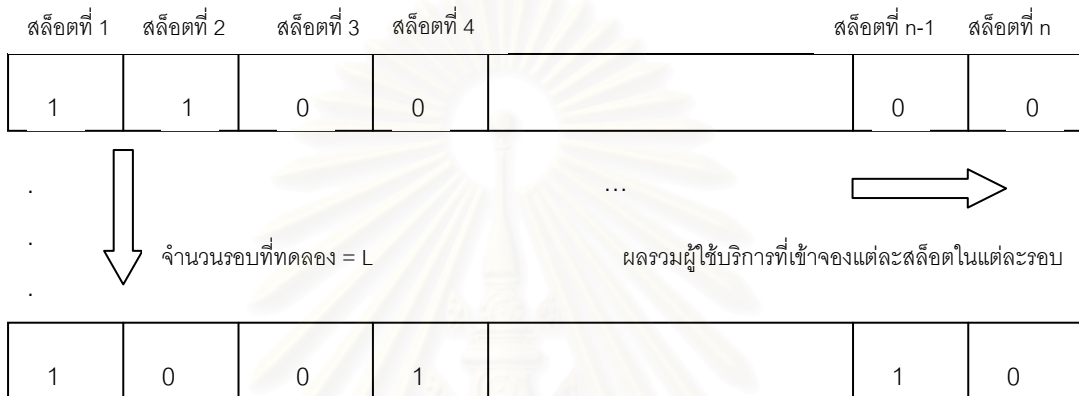 สล็อตที่ 1 สล็อตที่ 2 สล็อตที่ 3 สล็อตที่ 4 สล็อตที่ n-1 สล็อตที่ n
1 1 0 0 0 0
. ...
. จำนวนรอบที่ทดลอง = L ผลรวมผู้ใช้บริการที่เข้าจองแต่ละสล็อตในแต่ละรอบ
.
1 0 0 1 1 0